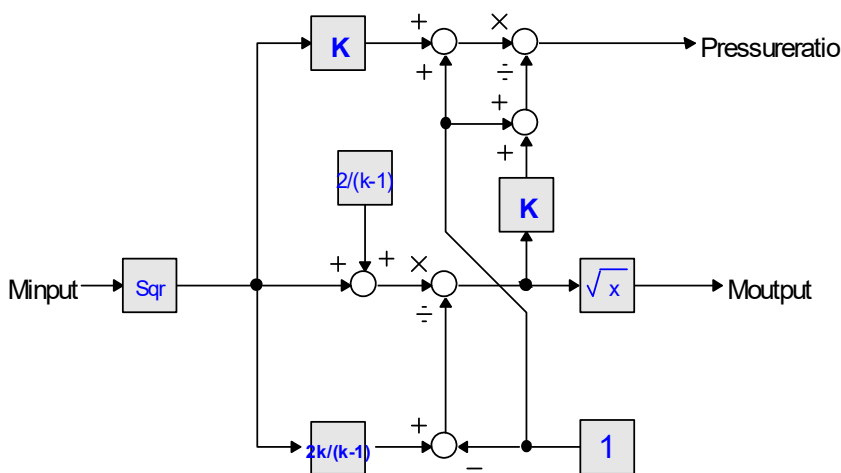 + ×
K Pressureratio
+ ÷
+
+
2/(k-1)
K
+ + ×
Minput Sqr √x Moutput
÷
+
2k/(k-1) 1
−